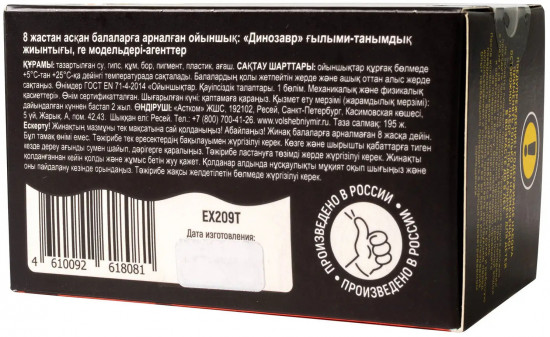 8 жастан асқан балаларға арналған ойыншық: «Динозавр» ғылыми-танымдық
жиынтығы, ге модельдері-агенттер
ҚҰРАМЫ: тазартылған су, гипс, құм, бор, пигмент, пластик, ағаш. САҚТАУ ШАРТТАРЫ: ойыншықтар құрғақ бөлмеде
+5°С-тан +25°С-қа дейінгі температурада сақталады. Балалардың қолы жетпейтін жерде және ашық оттан алыс жерде
сақтаңыз. Өнімдер ГОСТ EN 71-4-2014 «Ойыншықтар. Қауіпсіздік талаптары. 1 бөлім. Механикалық және физикалық
қасиеттер». Өнім сертификатталған. Шығарылған күнті: қаптамаға қараңыз. Қызмет ету мерзімі (жарамдылық мерзімі):
дайындалған күннен бастап 2 жыл. ӨНДІРУШІ: «Астком» ЖШС, 192102, Ресей, Санкт-Петербург, Касимовская көшесі,
5 үй, Жарық. А, пом. 42.43. Шыққан елі: Ресей. Tel: +7 (800) 700-41-26. www.volshebniymir.ru. Таза салмақ, 195 ж.
Ескерту! Жинақтың мазмұны тек мақсатына сай қолданыңыз! Абайлаңыз! Жинақ балаларға арналмаған 8 жасқа дейін.
Бұл тамақ өнімі емес. Тәжірибе ересектердің бақылауымен жүргізілуі керек. Көзге және шырышты қабаттарға тиген
кезде дереу ағынды сумен шайып, дәрігерге қаралыңыз. Тәжірибе ластануға төзімді жерде жүргізілуі керек. Жинақты
қолданғаннан кейін қолды және жұмыс бетін жуу қажет. Қолданар алдында нұсқаулықты мұқият оқып шығыңыз және
оны пайдалану кезінде орындаңыз. Тәжірибе жақсы желдетілетін бөлмеде жүргізілуі керек.
EX209T
Дата изготовления:
4 610092 618081
ПРОИЗВЕДЕНО В РОССИИ • ПРОИЗВЕДЕНО В РОССИИ •